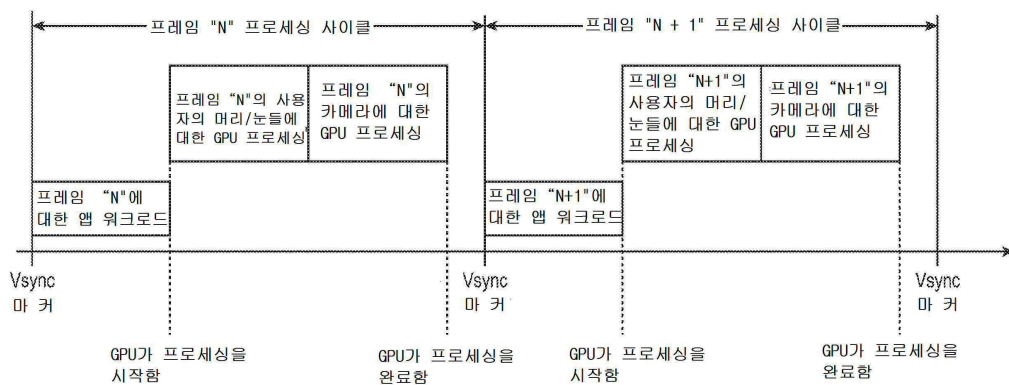 프레임 "N" 프로세싱 사이클
프레임 "N + 1" 프로세싱 사이클
프레임 “N"의 사용
자의 머리/눈들에
대한 GPU 프로세싱
프레임 “N"의
카메라에 대한
GPU 프로세싱
프레임 “N+1"의
사용자의 머리/
눈들에 대한 GPU
프로세싱
프레임 “N+1"의
카메라에 대한
GPU 프로세싱
프레임 “N"에
대한 앱 워크로드
프레임 “N+1"에
대한 앱 워크로드
Vsync
마 커
Vsync
마 커
Vsync
마 커
GPU가 프로세싱을
시작함
GPU가 프로세싱을
완료함
GPU가 프로세싱을
시작함
GPU가 프로세싱을
완료함